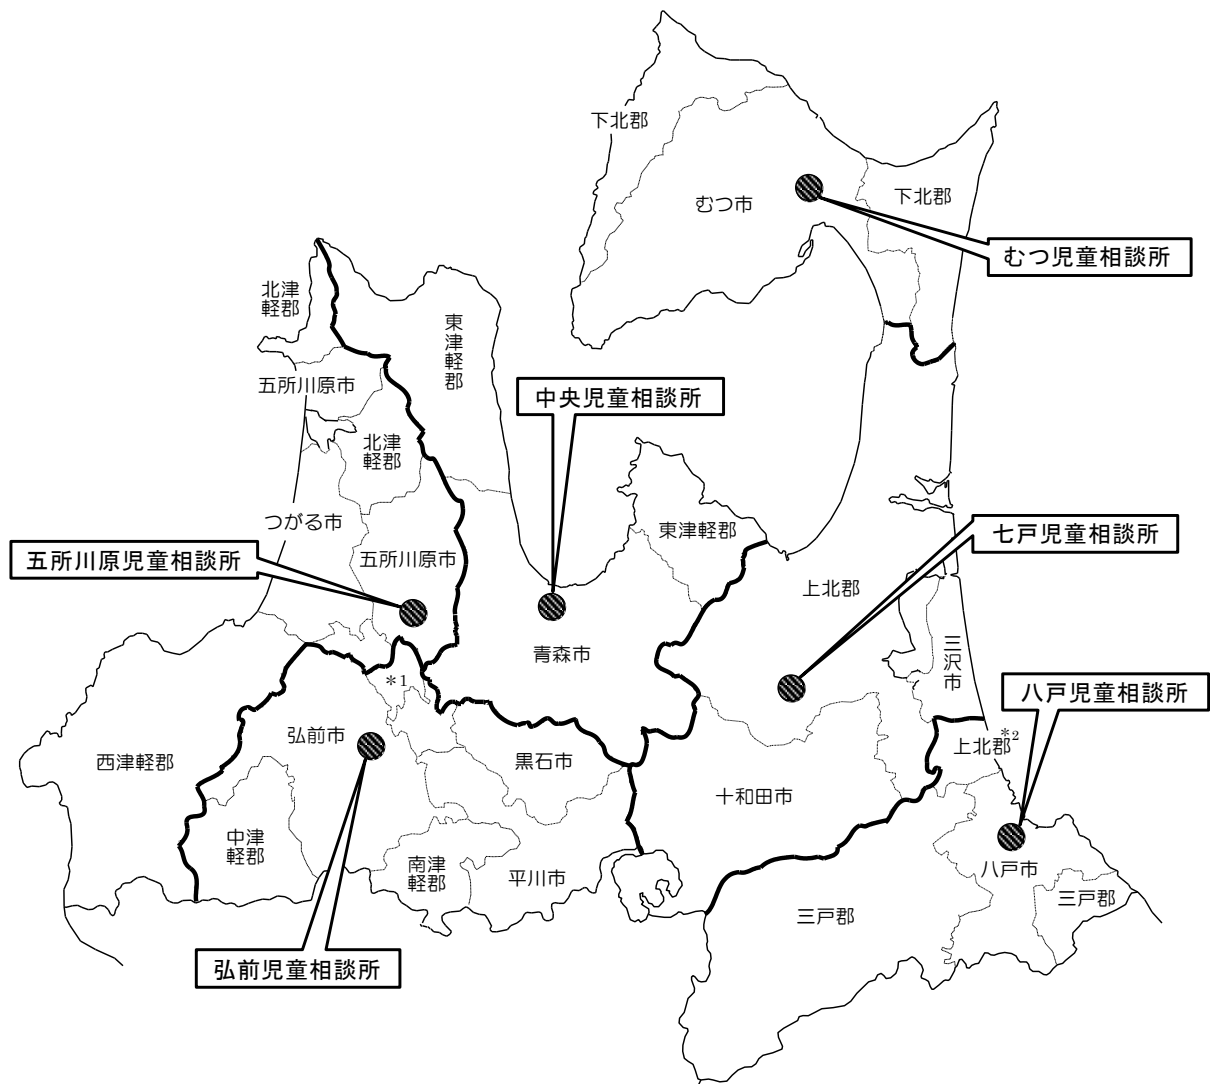 下北郡
むつ市
下北郡
むつ児童相談所
北津
軽郡
東津軽郡
五所川原市
中央児童相談所
北津
軽郡
つがる市
東津軽郡
七戸児童相談所
五所川原児童相談所
五所川原市
上北郡
青森市
三沢市
*1
八戸児童相談所
弘前市
上北郡*2
西津軽郡
黒石市
十和田市
中津
軽郡
南津
軽郡
平川市
八戸市
三戸郡
三戸郡
弘前児童相談所